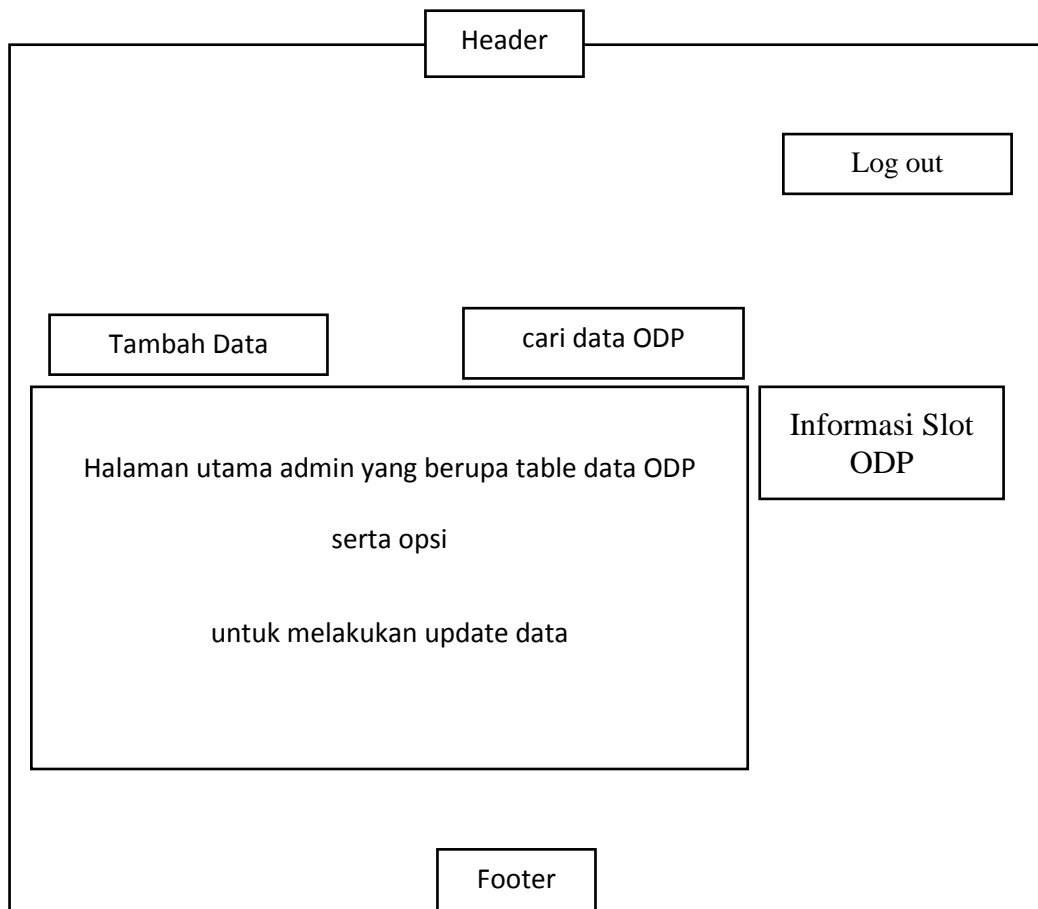 Header
Log out
Tambah Data
cari data ODP
Informasi Slot
ODP
Halaman utama admin yang berupa table data ODP
serta opsi
untuk melakukan update data
Footer